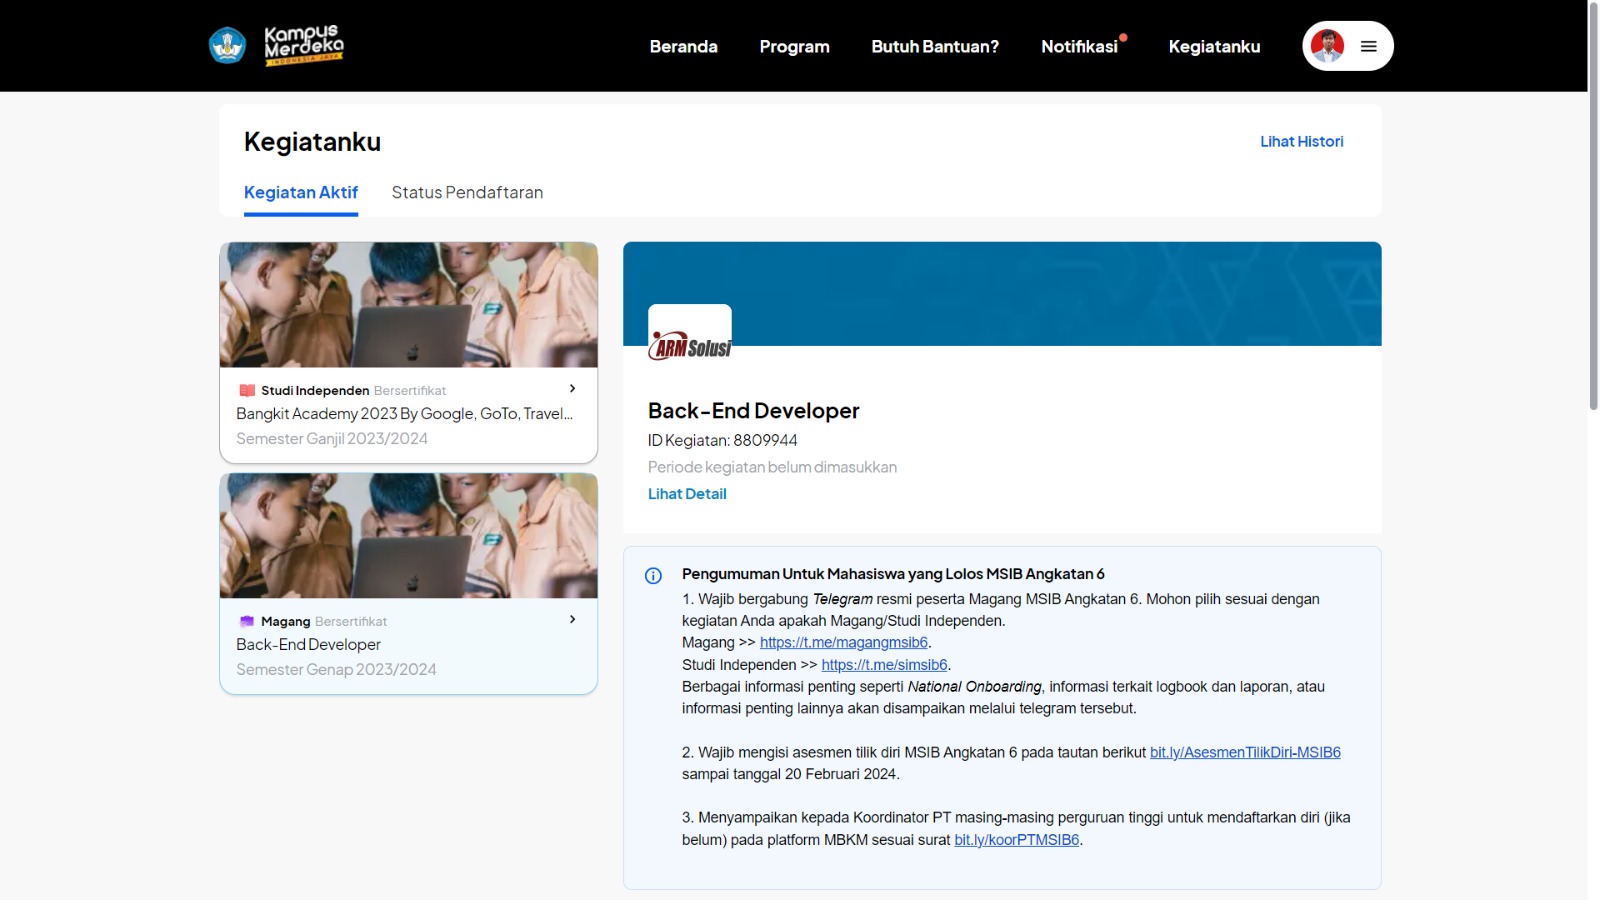 Kampus
Merdeka
INDONESIA JAYA
Beranda
Program
Butuh Bantuan?
Notifikasi
Kegiatanku
Kegiatanku
Lihat Histori
Kegiatan Aktif
Status Pendaftaran
Studi Independen Bersertifikat
Bangkit Academy 2023 By Google, GoTo, Travel...
Semester Ganjil 2023/2024
Magang Bersertifikat
Back-End Developer
Semester Genap 2023/2024
ARM Solusi
Back-End Developer
ID Kegiatan: 8809944
Periode kegiatan belum dimasukkan
Lihat Detail
Pengumuman Untuk Mahasiswa yang Lolos MSIB Angkatan 6
1. Wajib bergabung Telegram resmi peserta Magang MSIB Angkatan 6. Mohon pilih sesuai dengan
kegiatan Anda apakah Magang/Studi Independen.
Magang >> https://t.me/magangmsib6.
Studi Independen >> https://t.me/simsib6.
Berbagai informasi penting seperti National Onboarding, informasi terkait logbook dan laporan, atau
informasi penting lainnya akan disampaikan melalui telegram tersebut.
2. Wajib mengisi asesmen tilik diri MSIB Angkatan 6 pada tautan berikut bit.ly/AsesmenTilikDiri-MSIB6
sampai tanggal 20 Februari 2024.
3. Menyampaikan kepada Koordinator PT masing-masing perguruan tinggi untuk mendaftarkan diri (jika
belum) pada platform MBKM sesuai surat bit.ly/koorPTMSIB6.